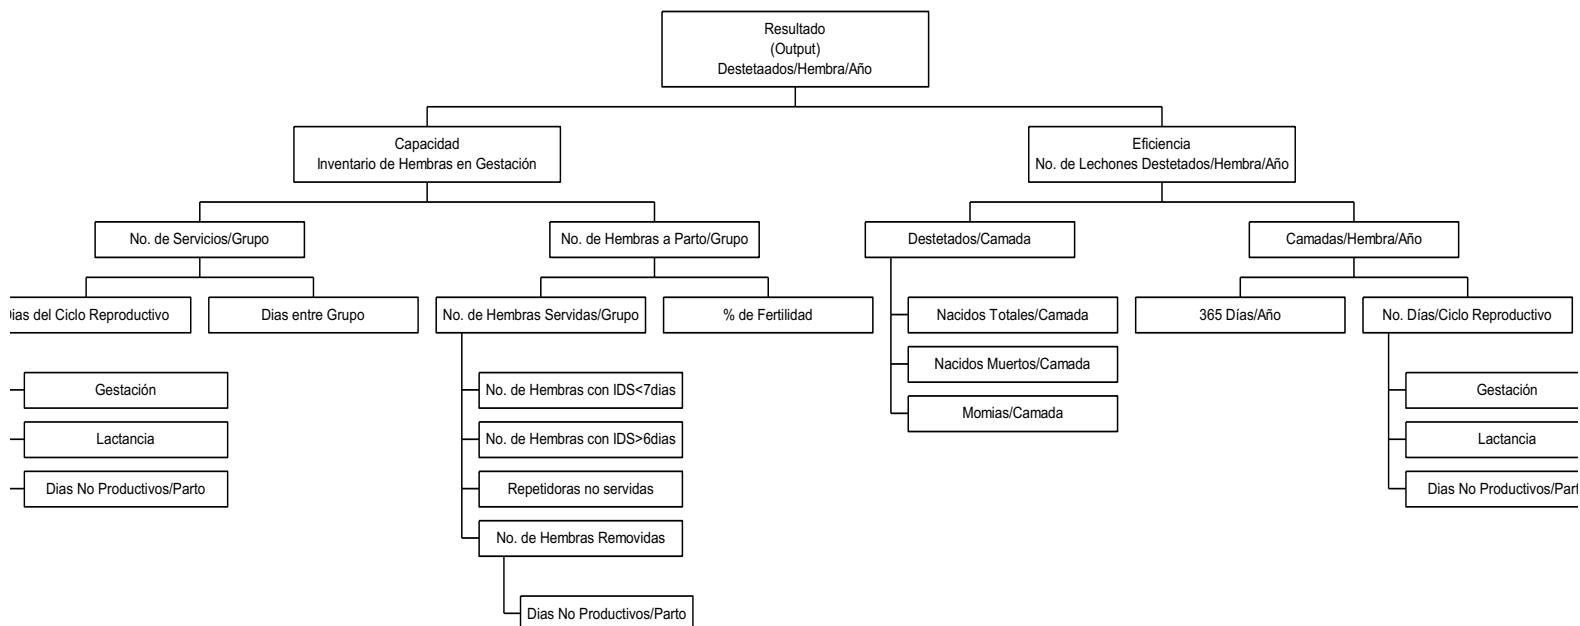 Resultado
(Output)
Destetaados/Hembra/Año
Capacidad
Inventario de Hembras en Gestación
Eficiencia
No. de Lechones Destetados/Hembra/Año
No. de Servicios/Grupo
No. de Hembras a Parto/Grupo
Destetados/Camada
Camadas/Hembra/Año
Dias del Ciclo Reproductivo
Dias entre Grupo
No. de Hembras Servidas/Grupo
% de Fertilidad
Nacidos Totales/Camada
365 Días/Año
No. Días/Ciclo Reproductivo
Nacidos Muertos/Camada
Gestación
No. de Hembras con IDS<7dias
Gestación
Momias/Camada
Lactancia
No. de Hembras con IDS>6dias
Lactancia
Dias No Productivos/Parto
Repetidoras no servidas
Dias No Productivos/Part
No. de Hembras Removidas
Dias No Productivos/Parto